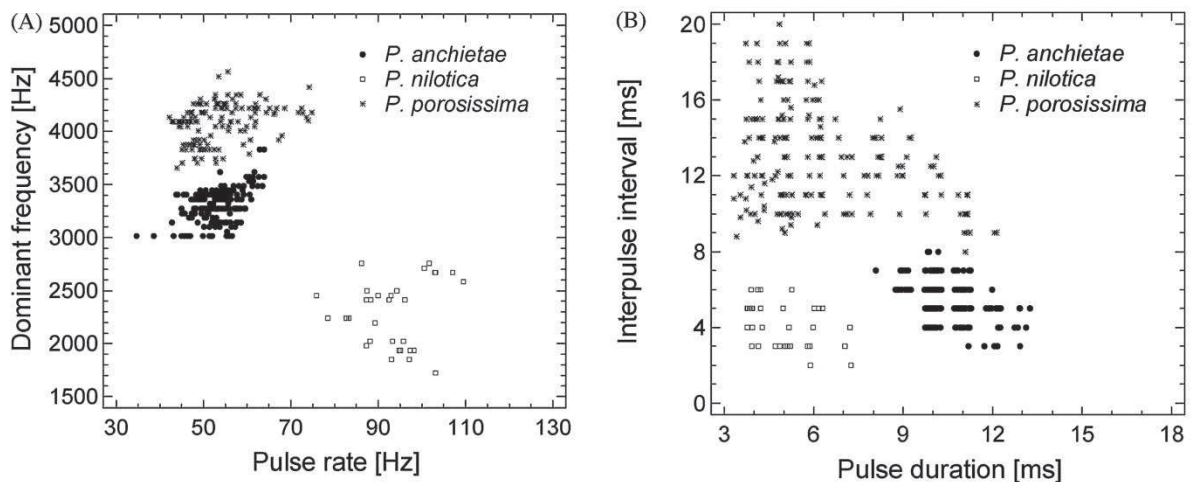 (A)
5000
4500
4000
3500
3000
2500
2000
1500
Dominant frequency [Hz]
P. anchietae
P. nilotica
P. porosissima
30 50 70 90 110 130
Pulse rate [Hz]
(B)
20
16
12
8
4
0
Interpulse interval [ms]
P. anchietae
P. nilotica
P. porosissima
3 6 9 12 15 18
Pulse duration [ms]